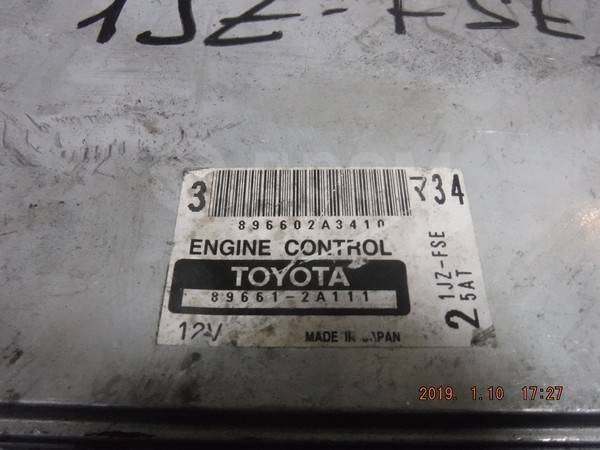 1JZ-FSE
3
R34
896602A3410
ENGINE CONTROL
TOYOTA
89661-2A111
12V
MADE IN JAPAN
2
1JZ-FSE
5AT
2019. 1.10 17:27